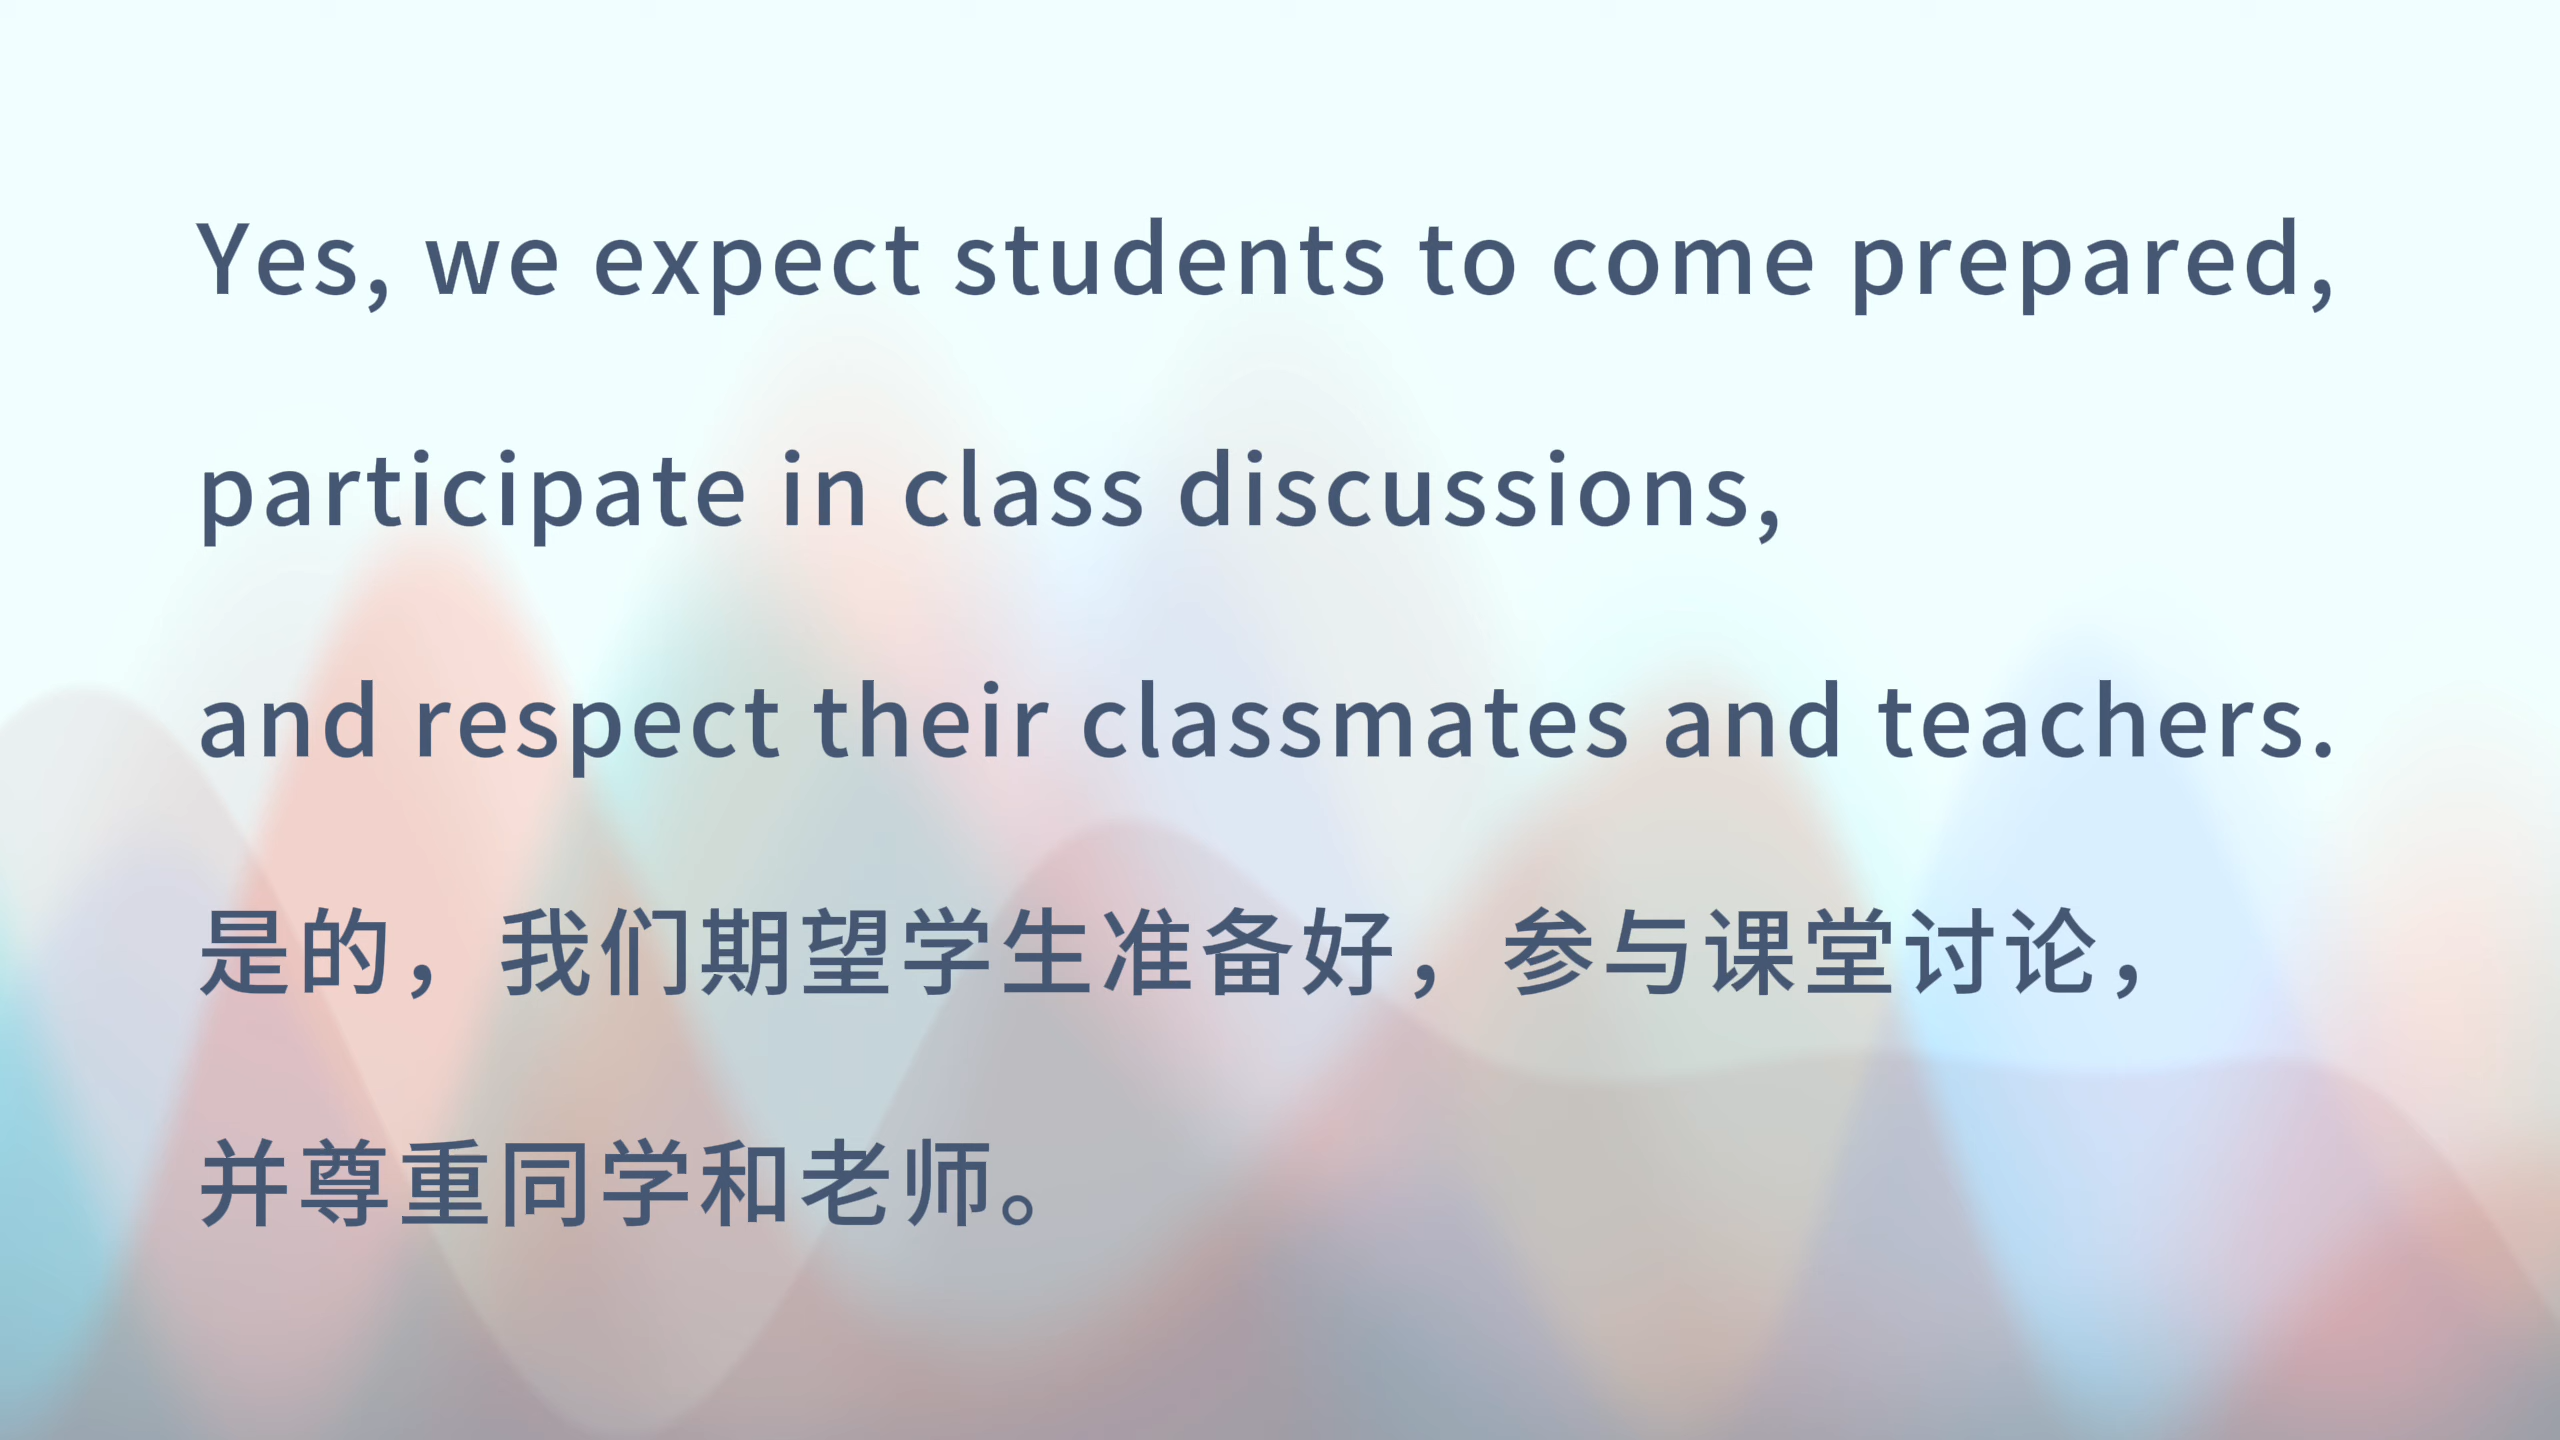 Yes, we expect students to come prepared,
participate in class discussions,
and respect their classmates and teachers.
是的，我们期望学生准备好，参与课堂讨论，
并尊重同学和老师。